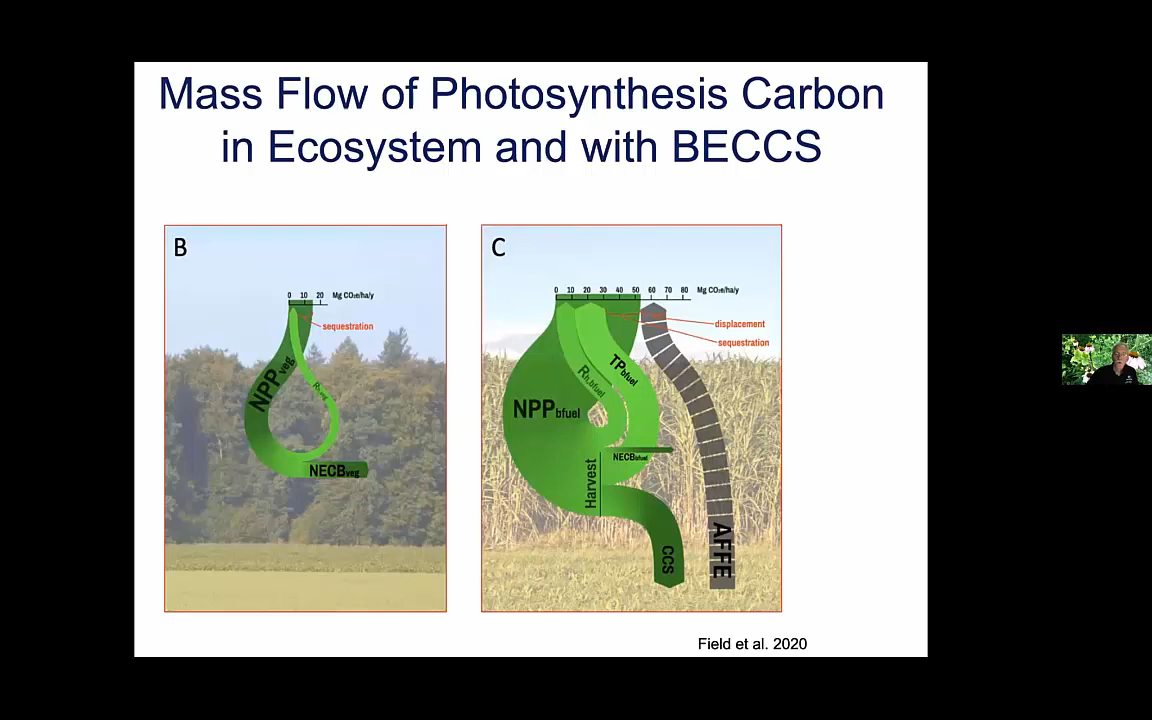 Mass Flow of Photosynthesis Carbon
in Ecosystem and with BECCS
B
0 10 20 Mg CO₂e/ha/y
sequestration
NPPveg
NECBveg
C
0 10 20 30 40 50 60 70 80 Mg CO₂e/ha/y
displacement
sequestration
TPbfuel
Rh,bfuel
NPPbfuel
NECBbfuel
Harvest
CCS
AFFE
Field et al. 2020